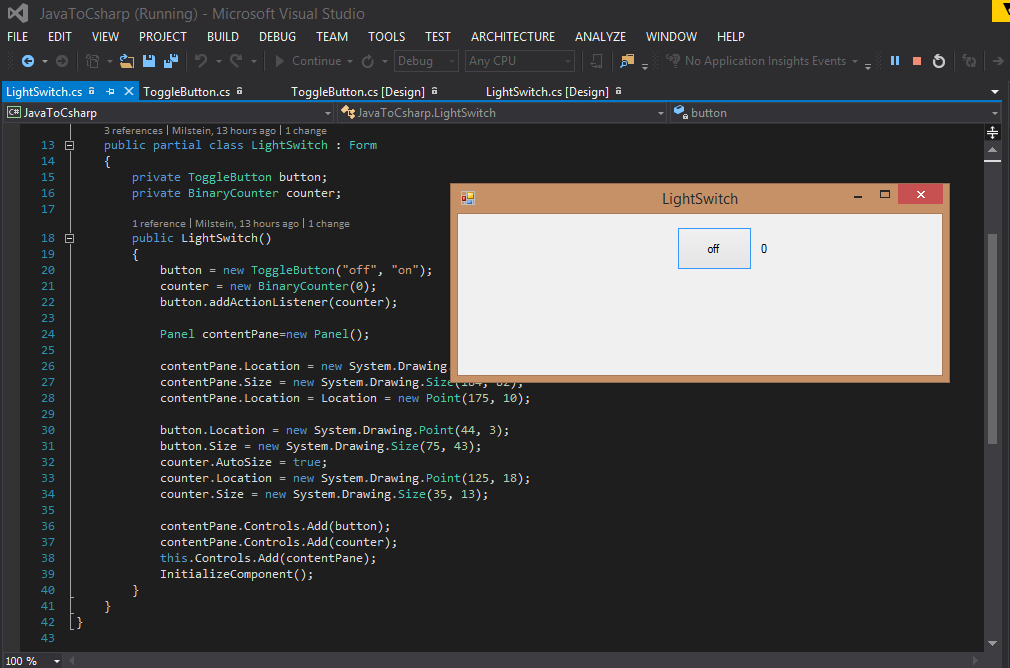 JavaToCsharp (Running) - Microsoft Visual Studio
FILE EDIT VIEW PROJECT BUILD DEBUG TEAM TOOLS TEST ARCHITECTURE ANALYZE WINDOW HELP
Continue Debug Any CPU No Application Insights Events
LightSwitch.cs ToggleButton.cs ToggleButton.cs [Design] LightSwitch.cs [Design]
C# JavaToCsharp JavaToCsharp.LightSwitch button
3 references | Milstein, 13 hours ago | 1 change
13 public partial class LightSwitch : Form
14 {
15 private ToggleButton button;
16 private BinaryCounter counter;
17
1 reference | Milstein, 13 hours ago | 1 change
18 public LightSwitch()
19 {
20 button = new ToggleButton("off", "on");
21 counter = new BinaryCounter(0);
22 button.addActionListener(counter);
23
24 Panel contentPane=new Panel();
25
26 contentPane.Location = new System.Drawing.
27 contentPane.Size = new System.Drawing.Size(184, 82);
28 contentPane.Location = Location = new Point(175, 10);
29
30 button.Location = new System.Drawing.Point(44, 3);
31 button.Size = new System.Drawing.Size(75, 43);
32 counter.AutoSize = true;
33 counter.Location = new System.Drawing.Point(125, 18);
34 counter.Size = new System.Drawing.Size(35, 13);
35
36 contentPane.Controls.Add(button);
37 contentPane.Controls.Add(counter);
38 this.Controls.Add(contentPane);
39 InitializeComponent();
40 }
41 }
42 }
43
LightSwitch
off 0
100 %